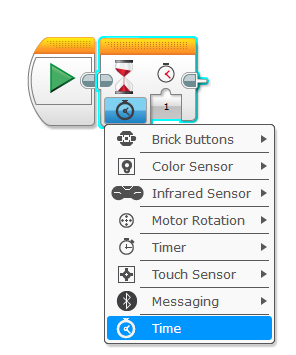 1
Brick Buttons
Color Sensor
Infrared Sensor
Motor Rotation
Timer
Touch Sensor
Messaging
Time